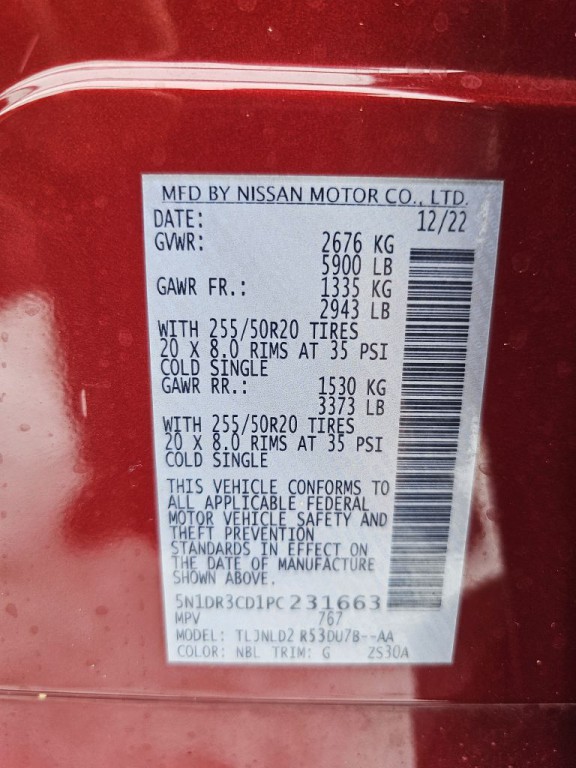 MFD BY NISSAN MOTOR CO., LTD.
DATE: 12/22
GVWR: 2676 KG
5900 LB
GAWR FR.: 1335 KG
2943 LB
WITH 255/50R20 TIRES
20 X 8.0 RIMS AT 35 PSI
COLD SINGLE
GAWR RR.: 1530 KG
3373 LB
WITH 255/50R20 TIRES
20 X 8.0 RIMS AT 35 PSI
COLD SINGLE
THIS VEHICLE CONFORMS TO
ALL APPLICABLE FEDERAL
MOTOR VEHICLE SAFETY AND
THEFT PREVENTION
STANDARDS IN EFFECT ON
THE DATE OF MANUFACTURE
SHOWN ABOVE.
5N1DR3CD1PC231663
MPV 767
MODEL: TLJNLD2 R53DU7B--AA
COLOR: NBL TRIM: G ZS30A